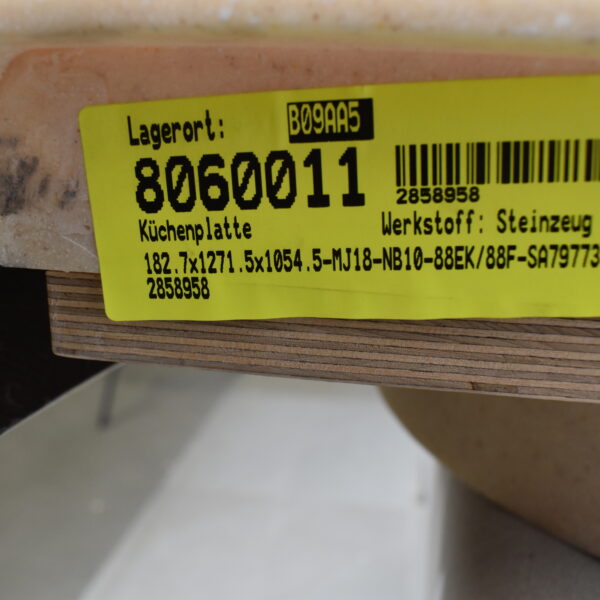 Lagerort: B09AA5
8060011
2858958
Küchenplatte Werkstoff: Steinzeug
182.7x1271.5x1054.5-MJ18-NB10-88EK/88F-SA79773
2858958